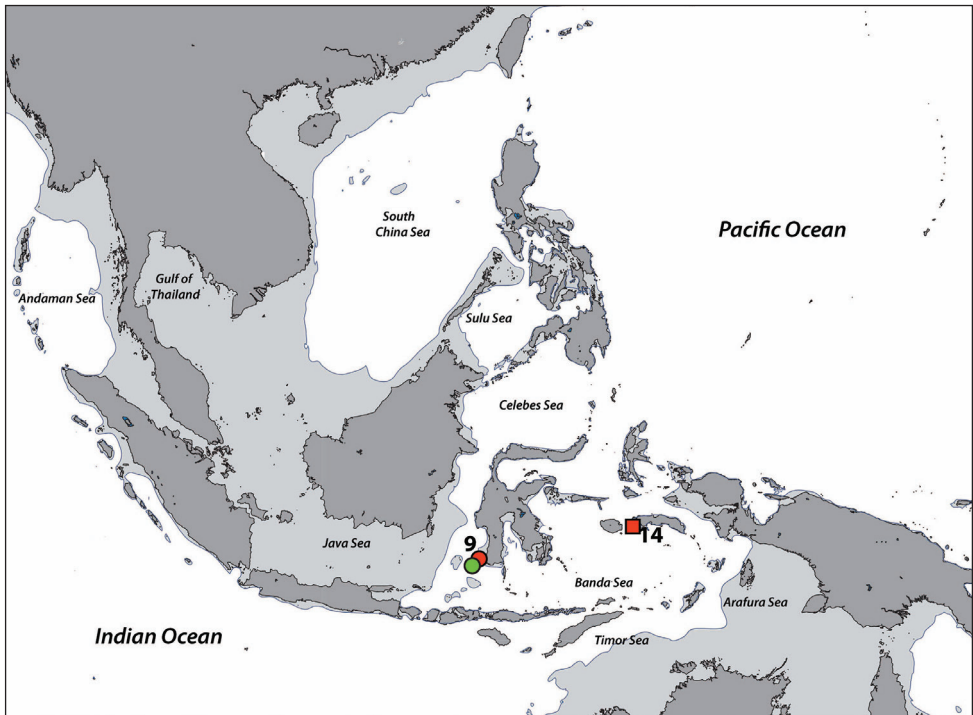 South
China Sea
Pacific Ocean
Gulf of
Thailand
Andaman Sea
Sulu Sea
Celebes Sea
14
Java Sea
9
Banda Sea
Arafura Sea
Indian Ocean
Timor Sea